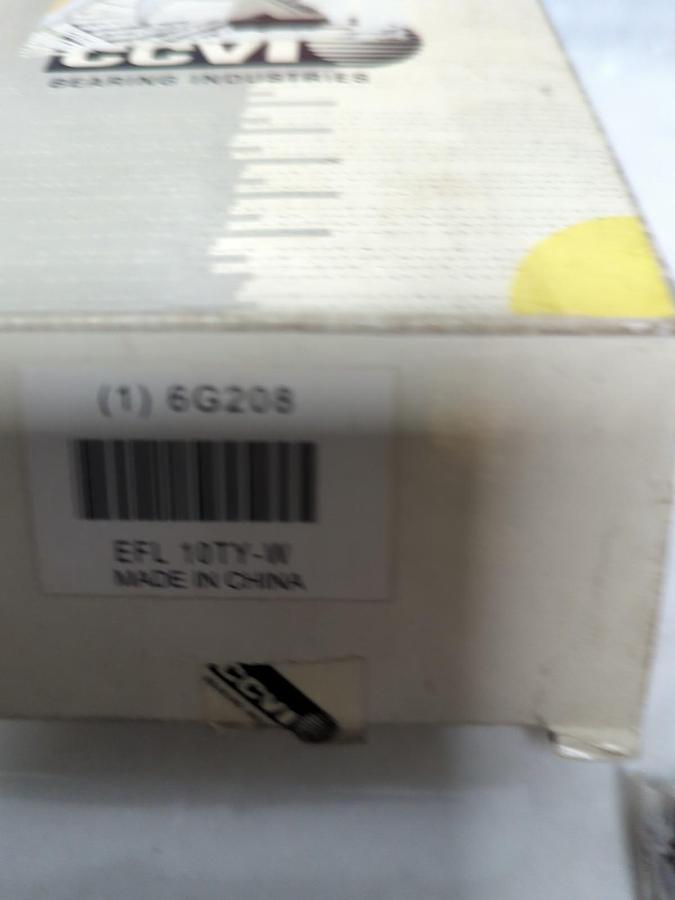 CCVI
BEARING INDUSTRIES
(1) 6G208
EFL 10TY-W
MADE IN CHINA
CCVI